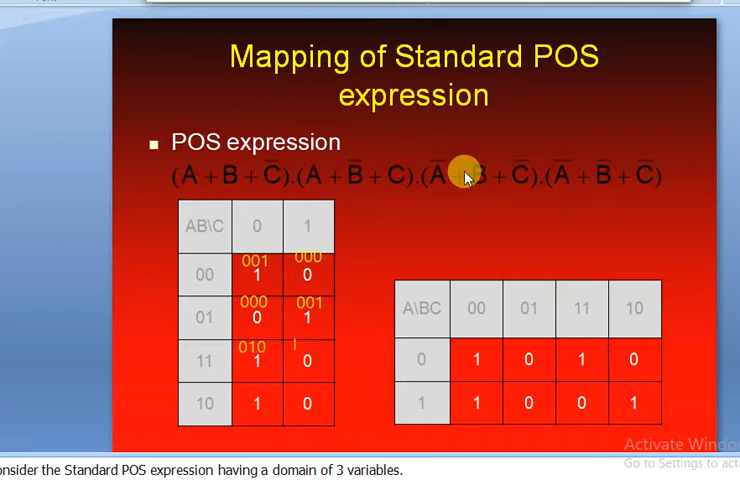 Mapping of Standard POS
expression
POS expression
(A + B + C̅).(A + B̅ + C).(A̅ + B + C̅).(A̅ + B̅ + C̅)
AB\C 0 1
001 000
00 1 0
000 001
01 0 1
010
11 1 0
10 1 0
A\BC 00 01 11 10
0 1 0 1 0
1 1 0 0 1
Activate Window
Go to Settings to act
onsider the Standard POS expression having a domain of 3 variables.